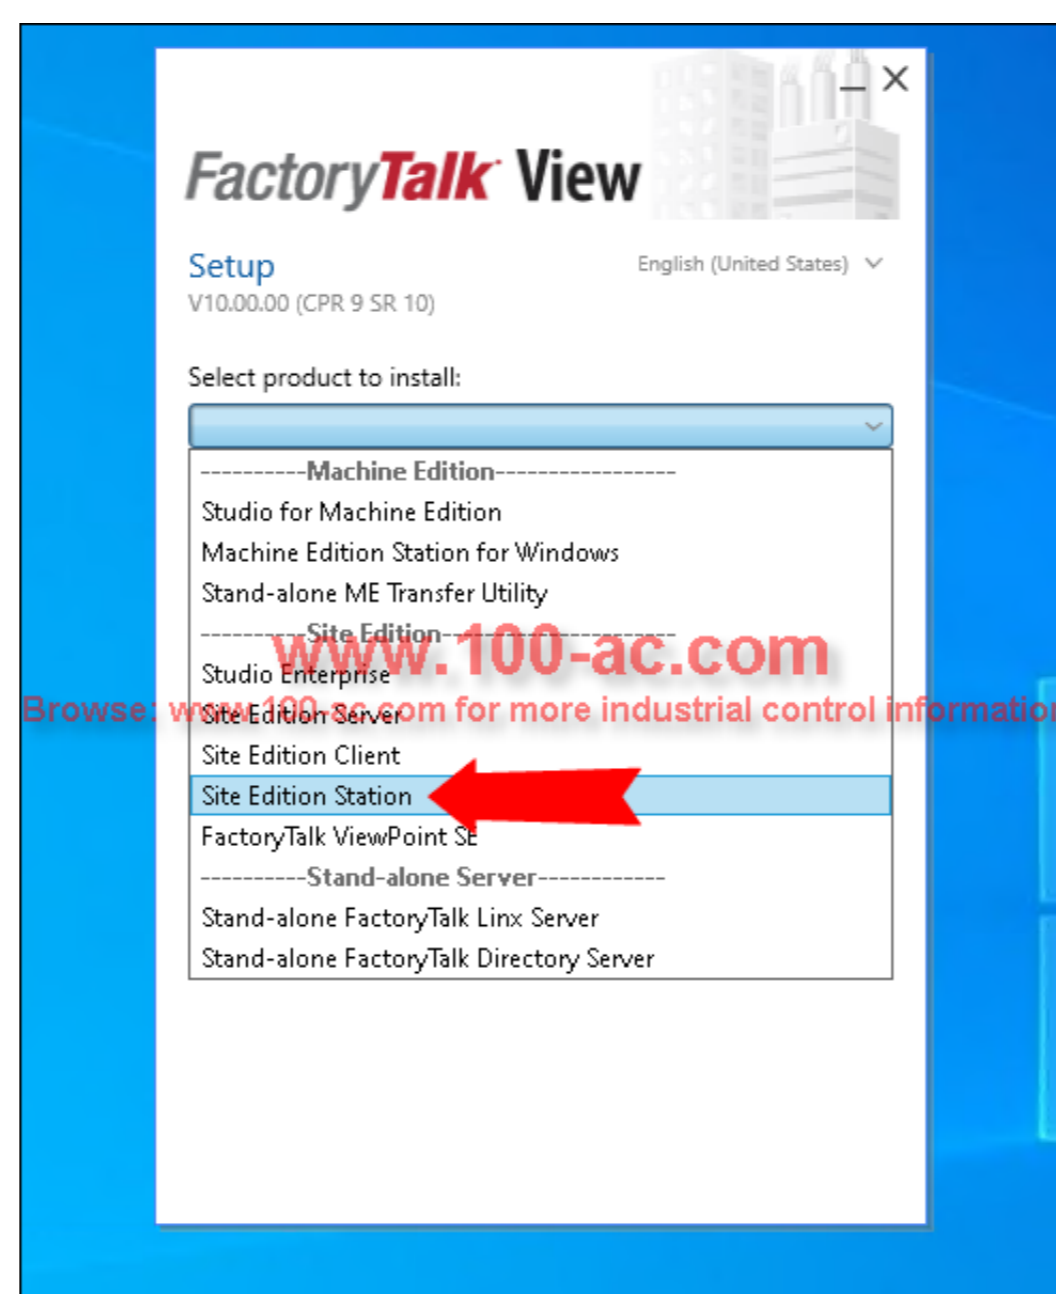 FactoryTalk View
Setup
English (United States)
V10.00.00 (CPR 9 SR 10)
Select product to install:
----------Machine Edition-----------------
Studio for Machine Edition
Machine Edition Station for Windows
Stand-alone ME Transfer Utility
----------Site Edition----------------------
www.100-ac.com
Studio Enterprise
Browse: www.100-ac.com for more industrial control information
Site Edition Server
Site Edition Client
Site Edition Station
FactoryTalk ViewPoint SE
----------Stand-alone Server------------
Stand-alone FactoryTalk Linx Server
Stand-alone FactoryTalk Directory Server